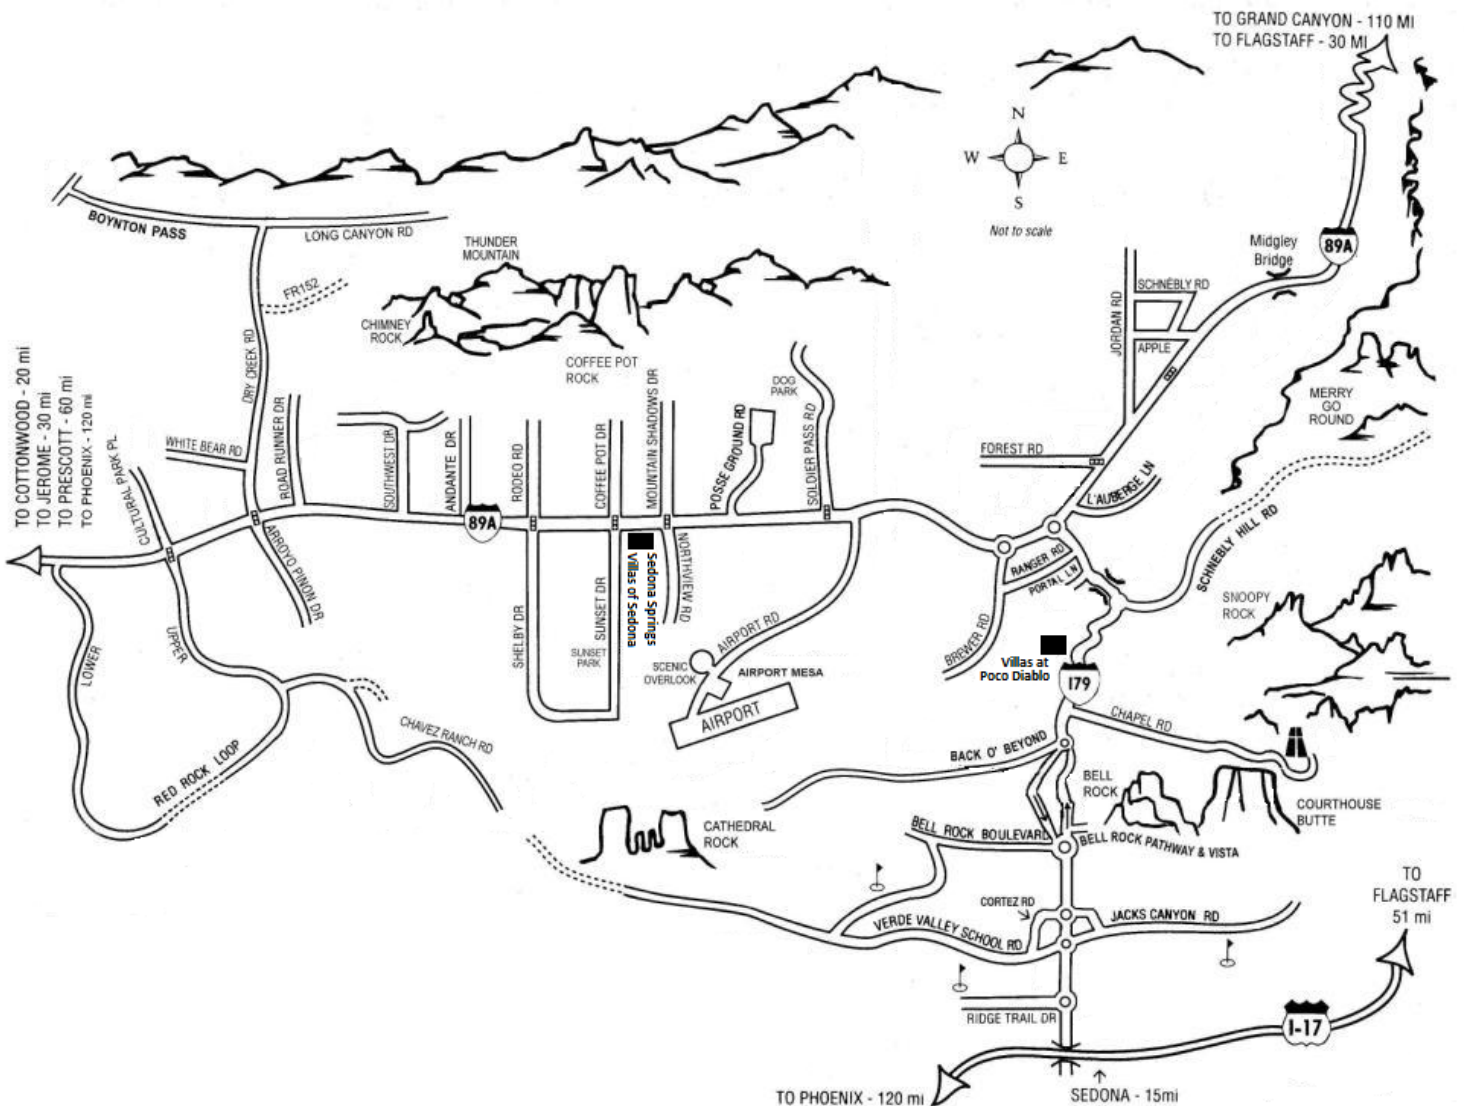 TO GRAND CANYON - 110 MI
TO FLAGSTAFF - 30 MI
N
W
E
S
Not to scale
BOYNTON PASS
LONG CANYON RD
FR152
THUNDER
MOUNTAIN
CHIMNEY
ROCK
COFFEE POT
ROCK
Midgley
Bridge
89A
SCHNEBLY RD
JORDAN RD
APPLE
MERRY
GO
ROUND
DRY CREEK RD
TO COTTONWOOD - 20 mi
TO JEROME - 30 mi
TO PRESCOTT - 60 mi
TO PHOENIX - 120 mi
CULTURAL PARK PL
WHITE BEAR RD
ROAD RUNNER DR
SOUTHWEST DR
ANDANTE DR
RODEO RD
COFFEE POT DR
MOUNTAIN SHADOWS DR
POSSE GROUND RD
DOG
PARK
SOLDIER PASS RD
FOREST RD
L'AUBERGE LN
89A
ARROYO PINON DR
SHELBY DR
SUNSET DR
Sedona Springs
Villas of Sedona
NORTHVIEW RD
SUNSET
PARK
SCENIC
OVERLOOK
AIRPORT RD
AIRPORT MESA
AIRPORT
RANGER RD
PORTAL LN
BREWER RD
SCHNEBLY HILL RD
SNOOPY
ROCK
Villas at
Poco Diablo
179
CHAPEL RD
LOWER
UPPER
RED ROCK LOOP
CHAVEZ RANCH RD
BACK O' BEYOND
BELL
ROCK
COURTHOUSE
BUTTE
CATHEDRAL
ROCK
BELL ROCK BOULEVARD
BELL ROCK PATHWAY & VISTA
CORTEZ RD
JACKS CANYON RD
VERDE VALLEY SCHOOL RD
RIDGE TRAIL DR
TO
FLAGSTAFF
51 mi
I-17
TO PHOENIX - 120 mi
SEDONA - 15mi